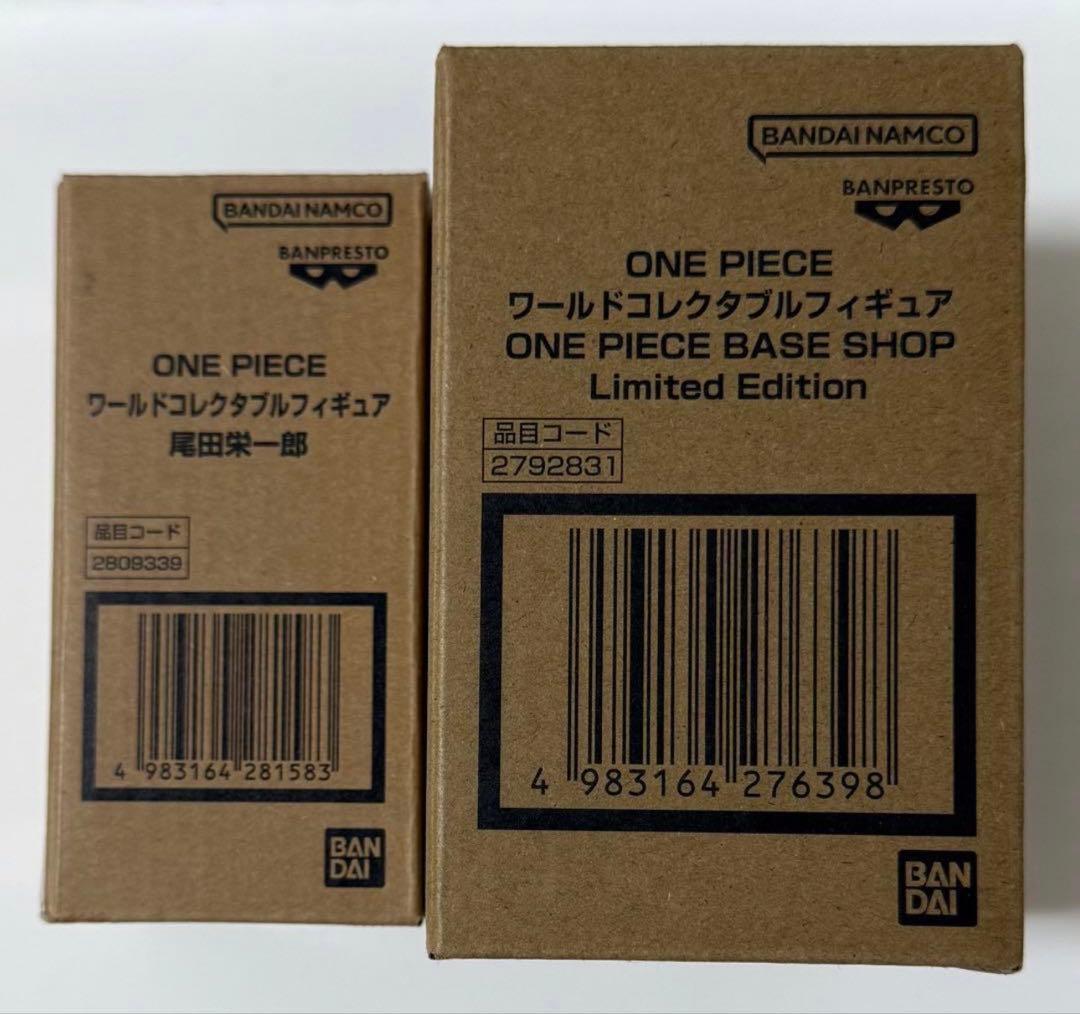 BANDAI NAMCO
BANPRESTO
ONE PIECE
ワールドコレクタブルフィギュア
尾田栄一郎
品目コード
2809339
4 983164 281583
BAN
DAI
BANDAI NAMCO
BANPRESTO
ONE PIECE
ワールドコレクタブルフィギュア
ONE PIECE BASE SHOP
Limited Edition
品目コード
2792831
4 983164 276398
BAN
DAI